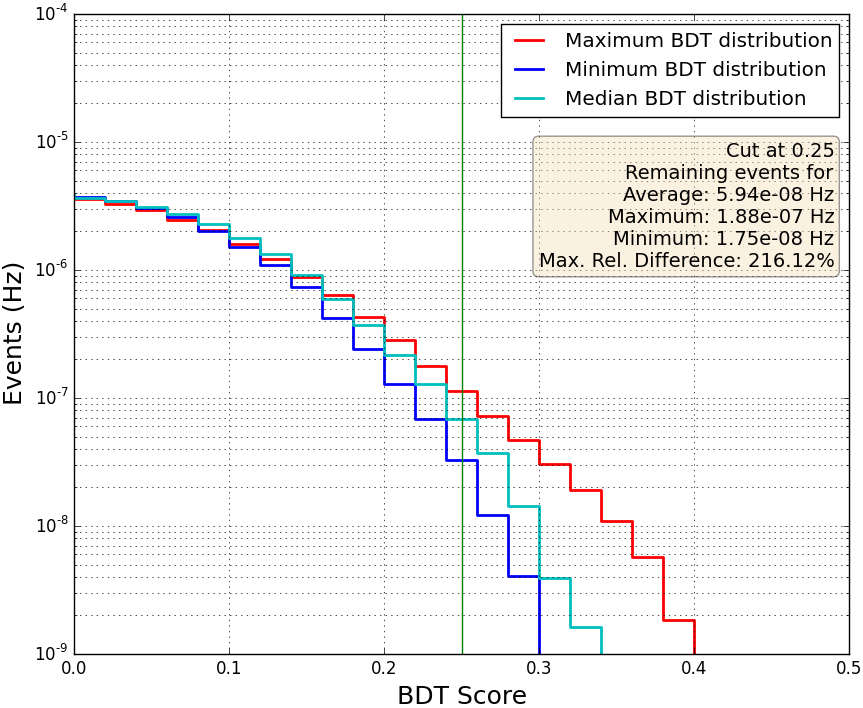 10^-4
10^-5
10^-6
10^-7
10^-8
10^-9
Events (Hz)
Maximum BDT distribution
Minimum BDT distribution
Median BDT distribution
Cut at 0.25
Remaining events for
Average: 5.94e-08 Hz
Maximum: 1.88e-07 Hz
Minimum: 1.75e-08 Hz
Max. Rel. Difference: 216.12%
0.0 0.1 0.2 0.3 0.4 0.5
BDT Score